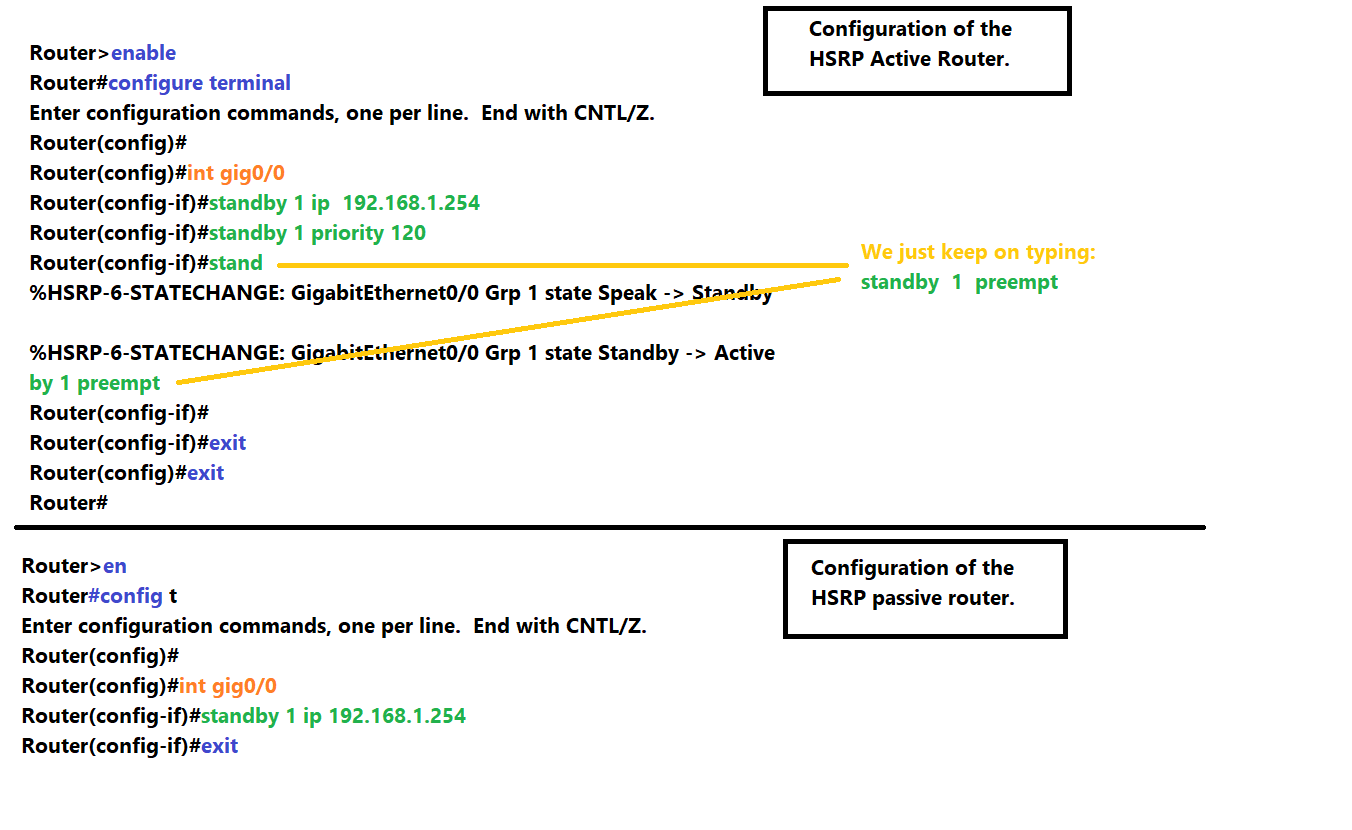 Configuration of the
HSRP Active Router.
Router>enable
Router#configure terminal
Enter configuration commands, one per line.  End with CNTL/Z.
Router(config)#
Router(config)#int gig0/0
Router(config-if)#standby 1 ip  192.168.1.254
Router(config-if)#standby 1 priority 120
Router(config-if)#stand
We just keep on typing:
standby  1  preempt
%HSRP-6-STATECHANGE: GigabitEthernet0/0 Grp 1 state Speak -> Standby
%HSRP-6-STATECHANGE: GigabitEthernet0/0 Grp 1 state Standby -> Active
by 1 preempt
Router(config-if)#
Router(config-if)#exit
Router(config)#exit
Router#
Configuration of the
HSRP passive router.
Router>en
Router#config t
Enter configuration commands, one per line.  End with CNTL/Z.
Router(config)#
Router(config)#int gig0/0
Router(config-if)#standby 1 ip 192.168.1.254
Router(config-if)#exit